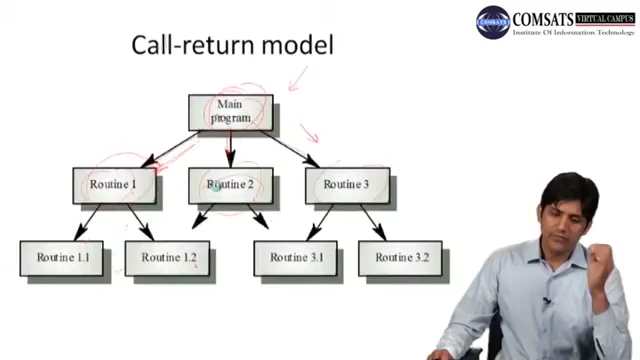 COMSATS VIRTUAL CAMPUS
Institute Of Information Technology
COMSATS
Call-return model
Main
program
Routine 1
Routine 2
Routine 3
Routine 1.1
Routine 1.2
Routine 3.1
Routine 3.2